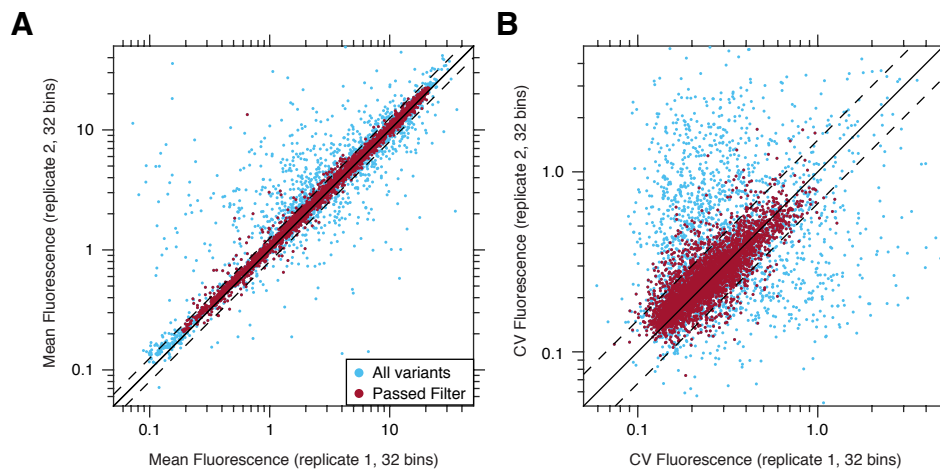 A
Mean Fluorescence (replicate 2, 32 bins)
10
1
0.1
0.1
1
10
Mean Fluorescence (replicate 1, 32 bins)
All variants
Passed Filter
B
CV Fluorescence (replicate 2, 32 bins)
1.0
0.1
0.1
1.0
CV Fluorescence (replicate 1, 32 bins)